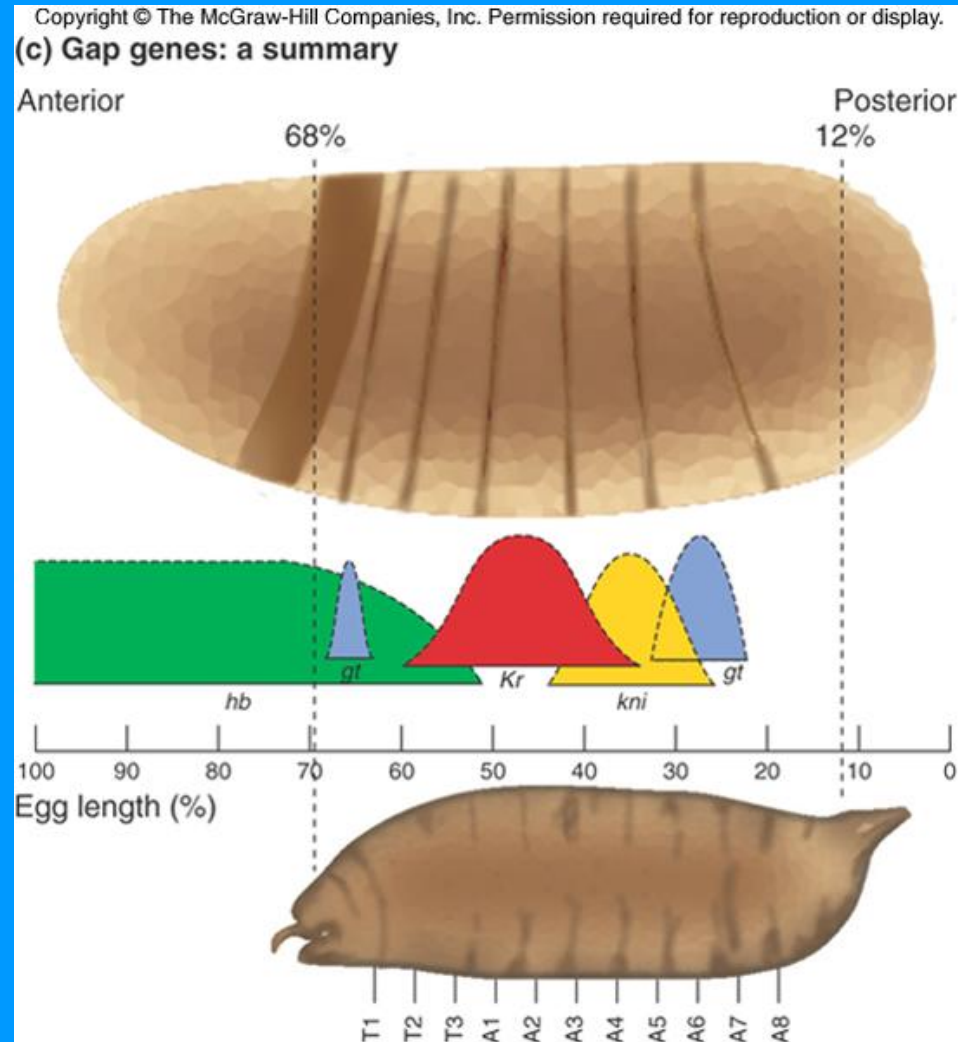 Copyright © The McGraw-Hill Companies, Inc. Permission required for reproduction or display.
(c) Gap genes: a summary
Anterior Posterior
68% 12%
gt Kr gt
hb kni
100 90 80 70 60 50 40 30 20 10 0
Egg length (%)
T1 T2 T3 A1 A2 A3 A4 A5 A6 A7 A8